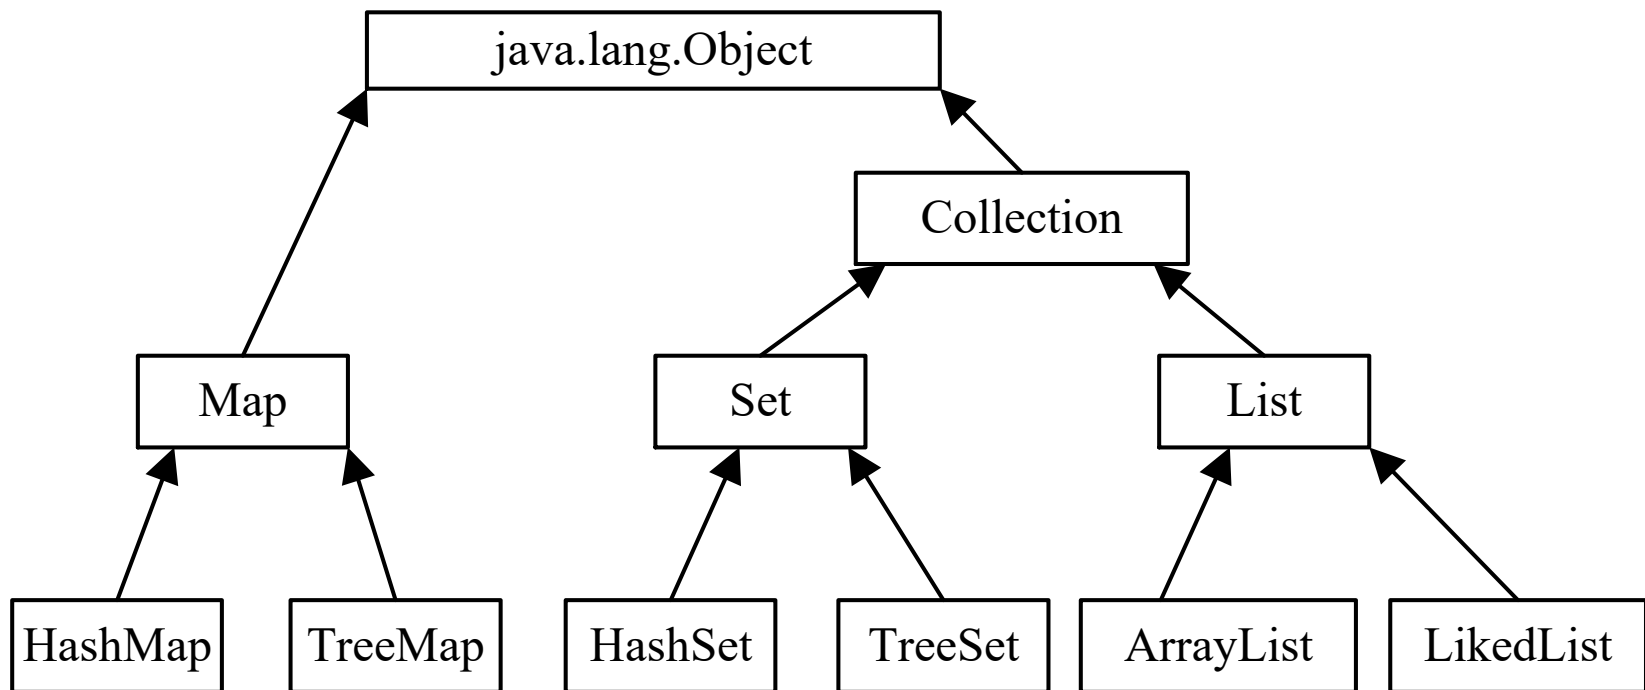 java.lang.Object
Collection
Map
Set
List
HashMap
TreeMap
HashSet
TreeSet
ArrayList
LikedList